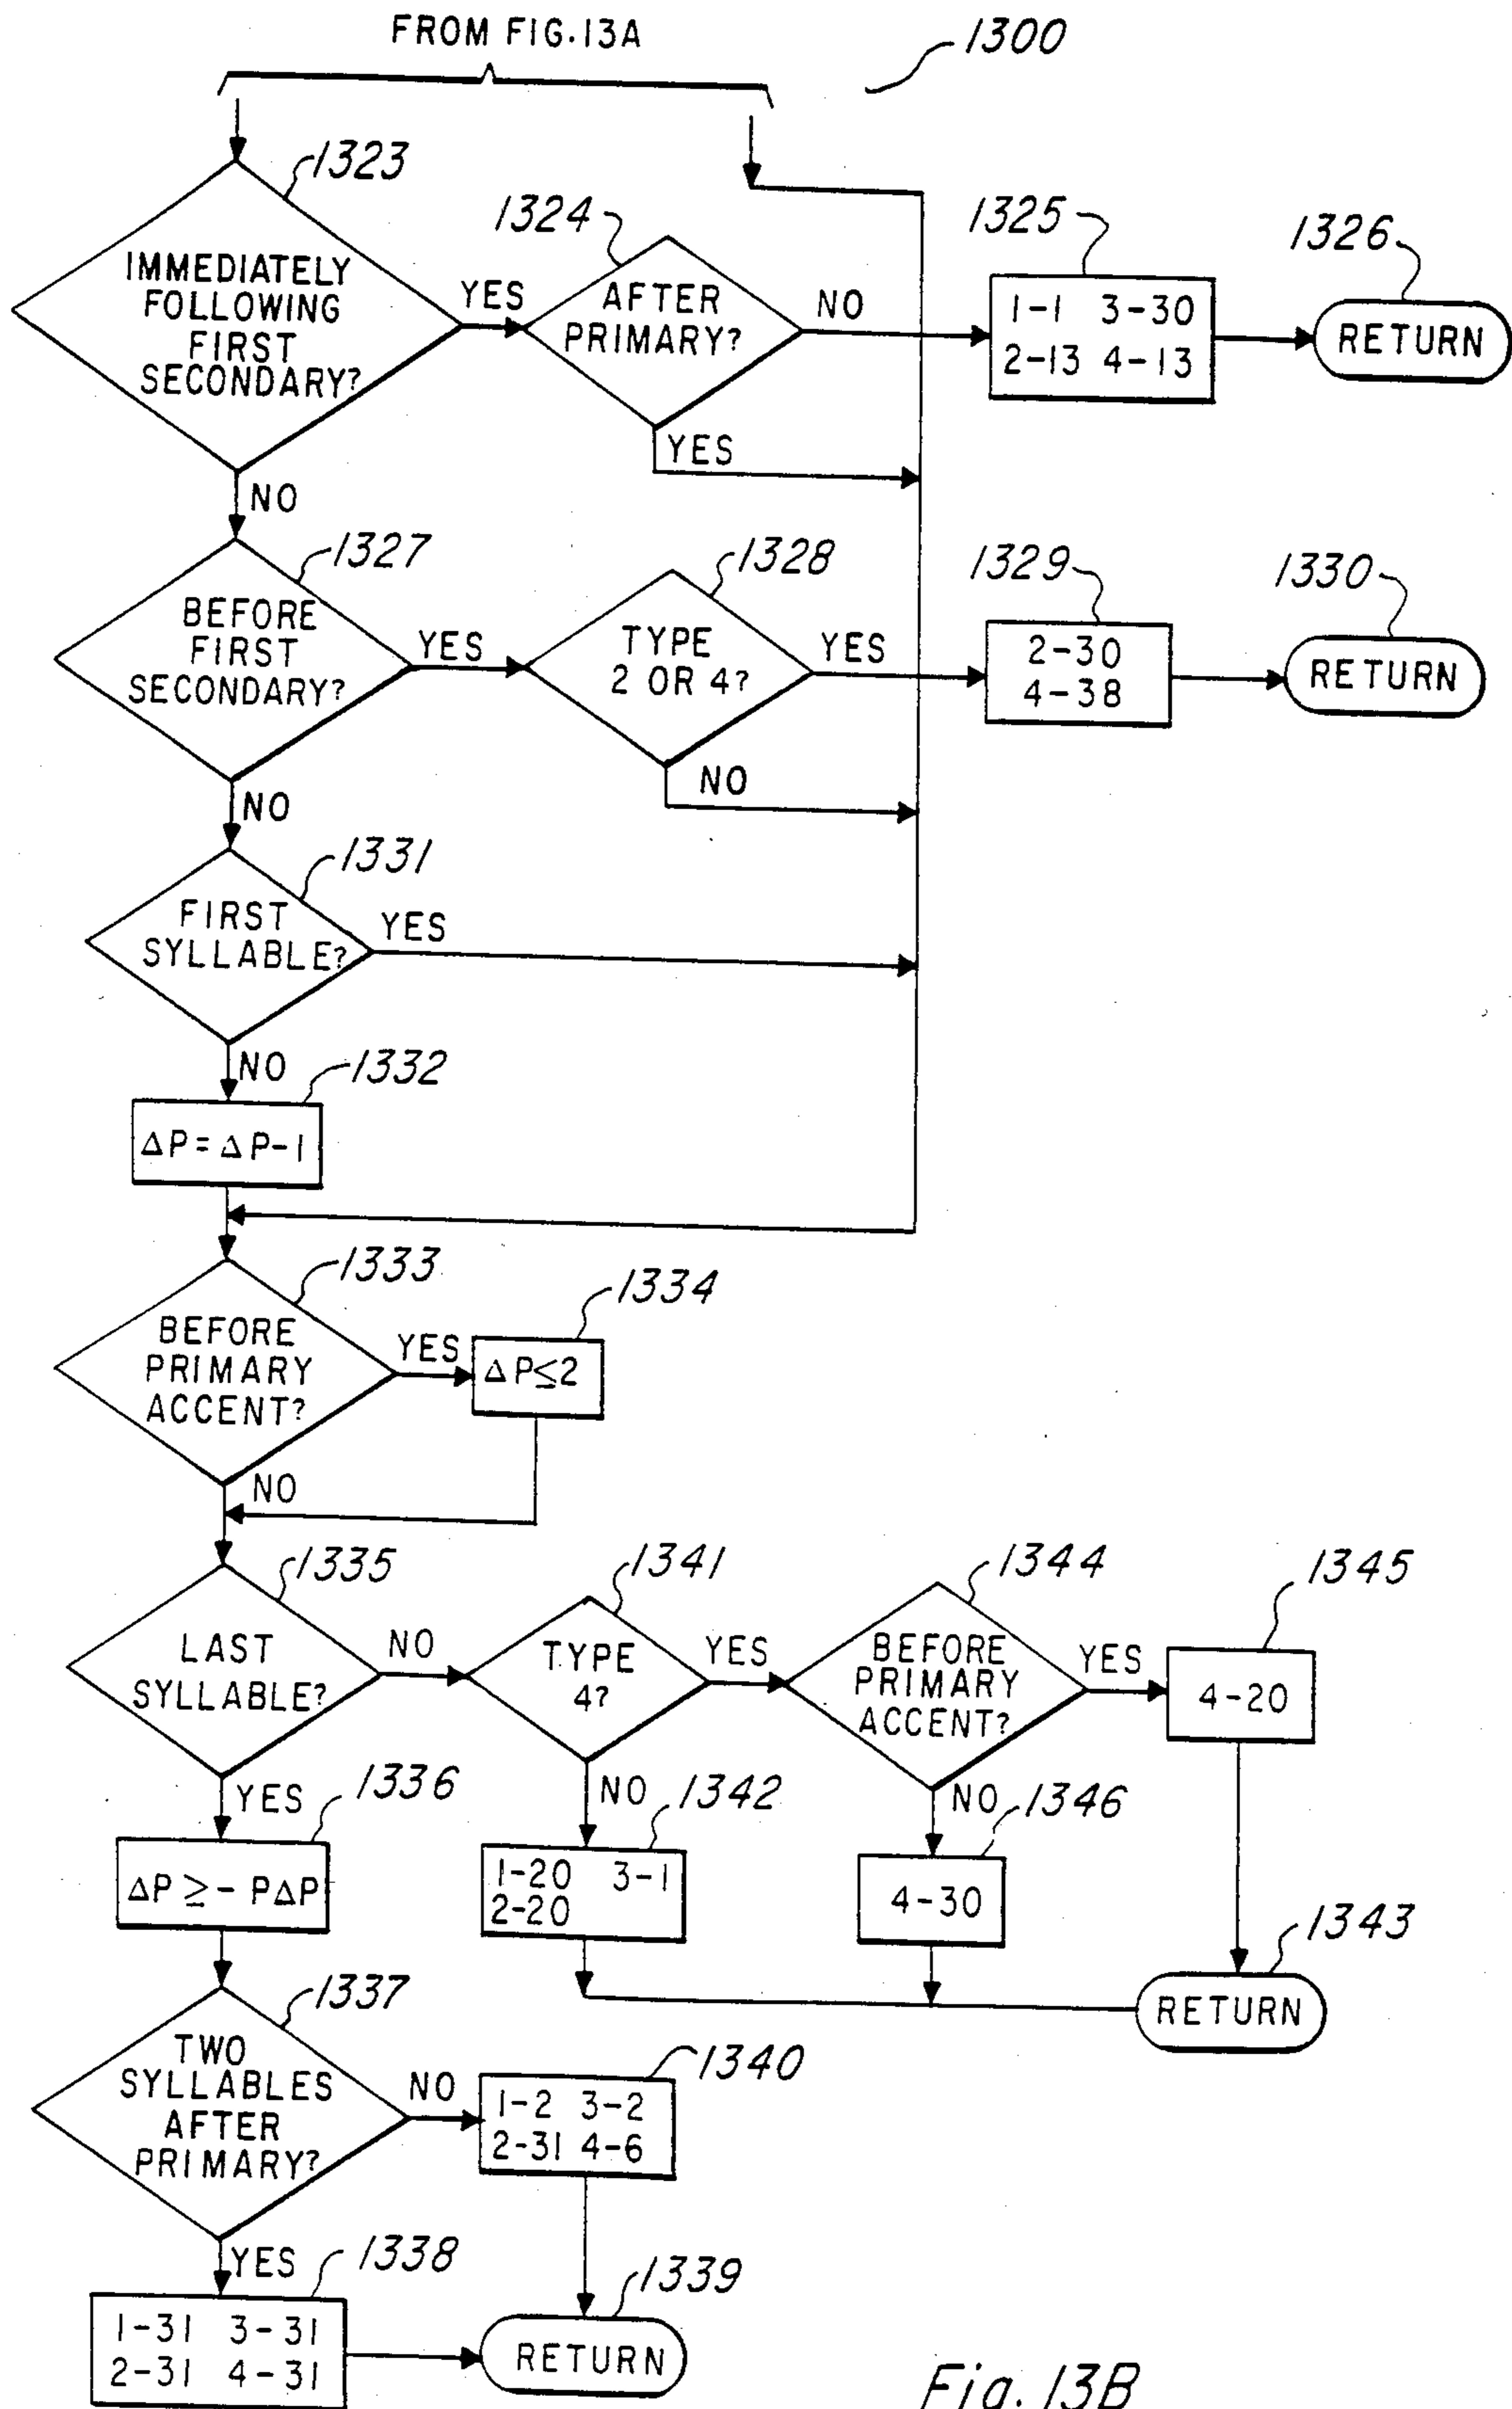 FROM FIG. 13A
1300
1323
IMMEDIATELY
FOLLOWING
FIRST
SECONDARY?
YES
NO
1324
AFTER
PRIMARY?
NO
YES
1325
1-1 3-30
2-13 4-13
1326
RETURN
1327
BEFORE
FIRST
SECONDARY?
YES
NO
1328
TYPE
2 OR 4?
YES
NO
1329
2-30
4-38
1330
RETURN
1331
FIRST
SYLLABLE?
YES
NO
1332
ΔP = ΔP-1
1333
BEFORE
PRIMARY
ACCENT?
YES
NO
1334
ΔP≤2
1335
LAST
SYLLABLE?
NO
YES
1341
TYPE
4?
YES
NO
1344
BEFORE
PRIMARY
ACCENT?
YES
NO
1345
4-20
1336
ΔP ≥ - PΔP
1342
1-20 3-1
2-20
1346
4-30
1343
RETURN
1337
TWO
SYLLABLES
AFTER
PRIMARY?
NO
YES
1340
1-2 3-2
2-31 4-6
1338
1-31 3-31
2-31 4-31
1339
RETURN
Fig. 13B